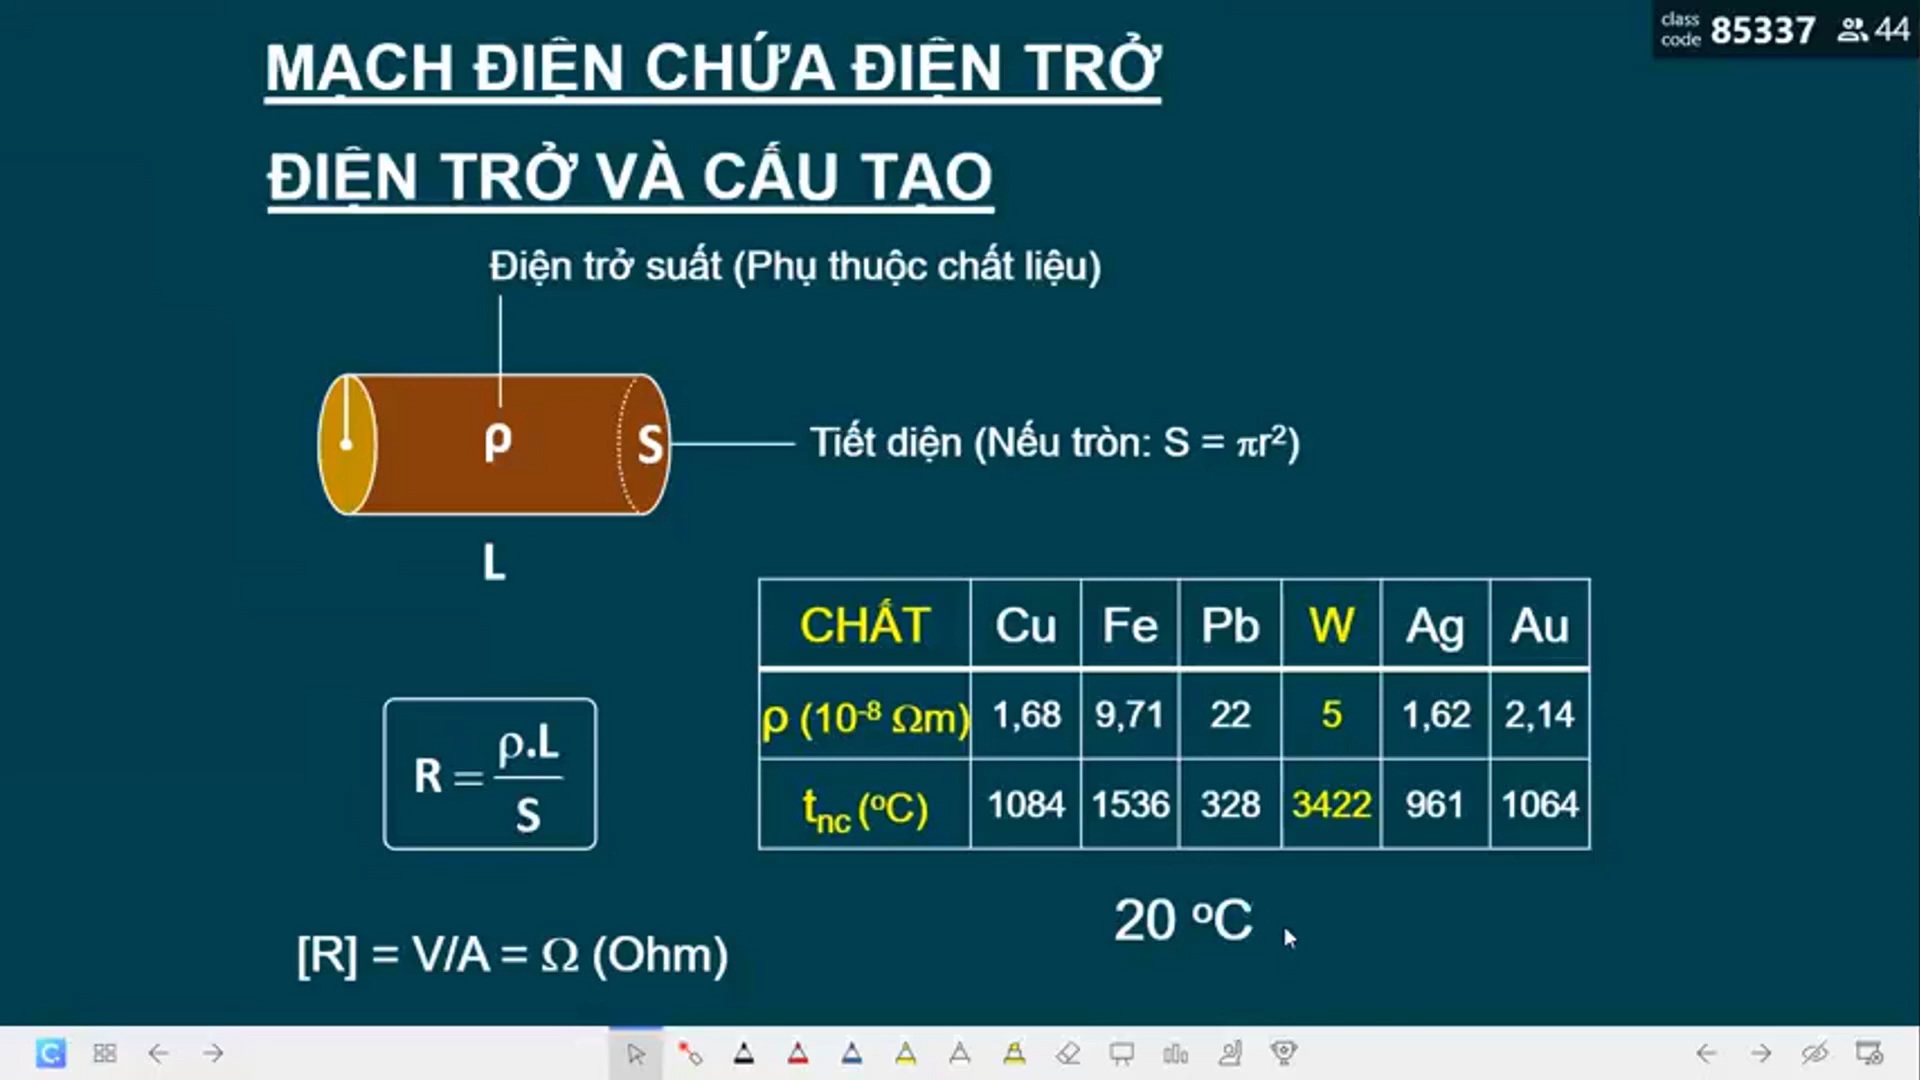 class code 85337 44
MẠCH ĐIỆN CHỨA ĐIỆN TRỞ
ĐIỆN TRỞ VÀ CẤU TẠO
Điện trở suất (Phụ thuộc chất liệu)
ρ
S
Tiết diện (Nếu tròn: S = πr²)
L
CHẤT Cu Fe Pb W Ag Au
ρ (10⁻⁸ Ωm) 1,68 9,71 22 5 1,62 2,14
tnc (ºC) 1084 1536 328 3422 961 1064
R = ρ.L / S
20 ºC
[R] = V/A = Ω (Ohm)